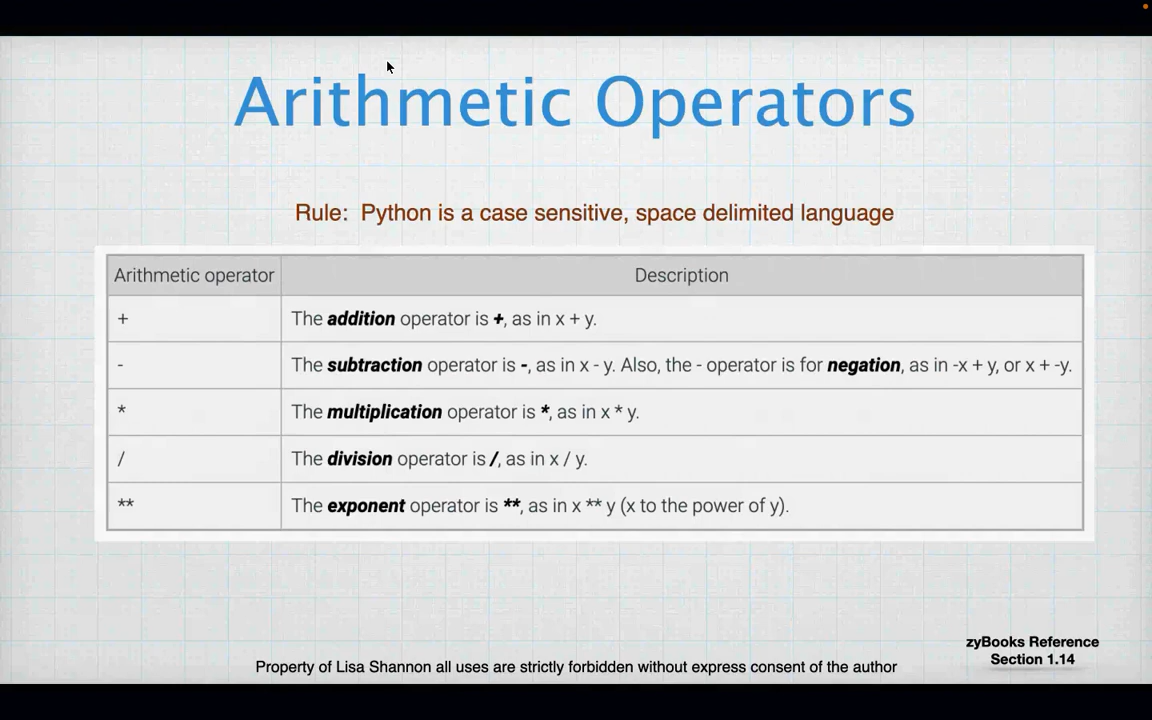 Arithmetic Operators
Rule:  Python is a case sensitive, space delimited language
Arithmetic operator	Description
+	The addition operator is +, as in x + y.
-	The subtraction operator is -, as in x - y. Also, the - operator is for negation, as in -x + y, or x + -y.
*	The multiplication operator is *, as in x * y.
/	The division operator is /, as in x / y.
**	The exponent operator is **, as in x ** y (x to the power of y).
zyBooks Reference
Section 1.14
Property of Lisa Shannon all uses are strictly forbidden without express consent of the author